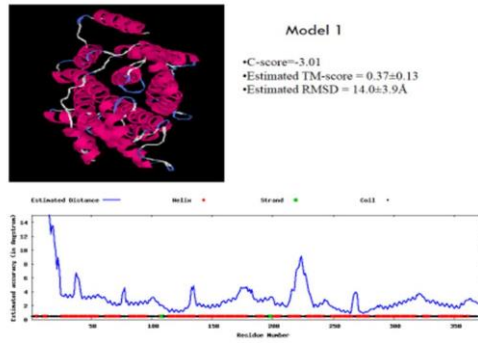 Model 1
•C-score=-3.01
•Estimated TM-score = 0.37±0.13
•Estimated RMSD = 14.0±3.9Å
Estimated Distance Helix Strand Coil
Estimated accuracy (in Angstrom)
14
12
10
8
6
4
2
0
50 100 150 200 250 300 350
Residue Number